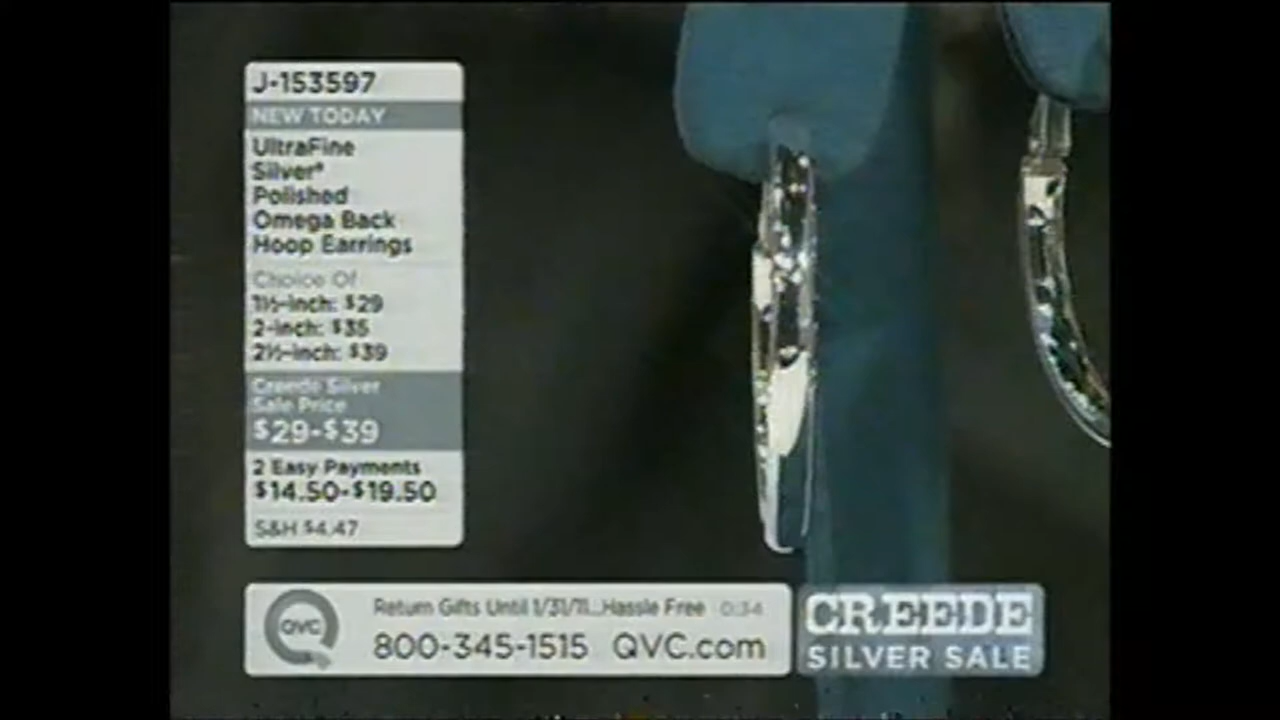 J-153597
NEW TODAY
UltraFine
Silver®
Polished
Omega Back
Hoop Earrings
Choice Of
1½-inch: $29
2-inch: $35
2½-inch: $39
Creede Silver
Sale Price
$29-$39
2 Easy Payments
$14.50-$19.50
S&H $4.47
QVC
Return Gifts Until 1/31/11...Hassle Free 0:34
800-345-1515 QVC.com
CREEDE
SILVER SALE